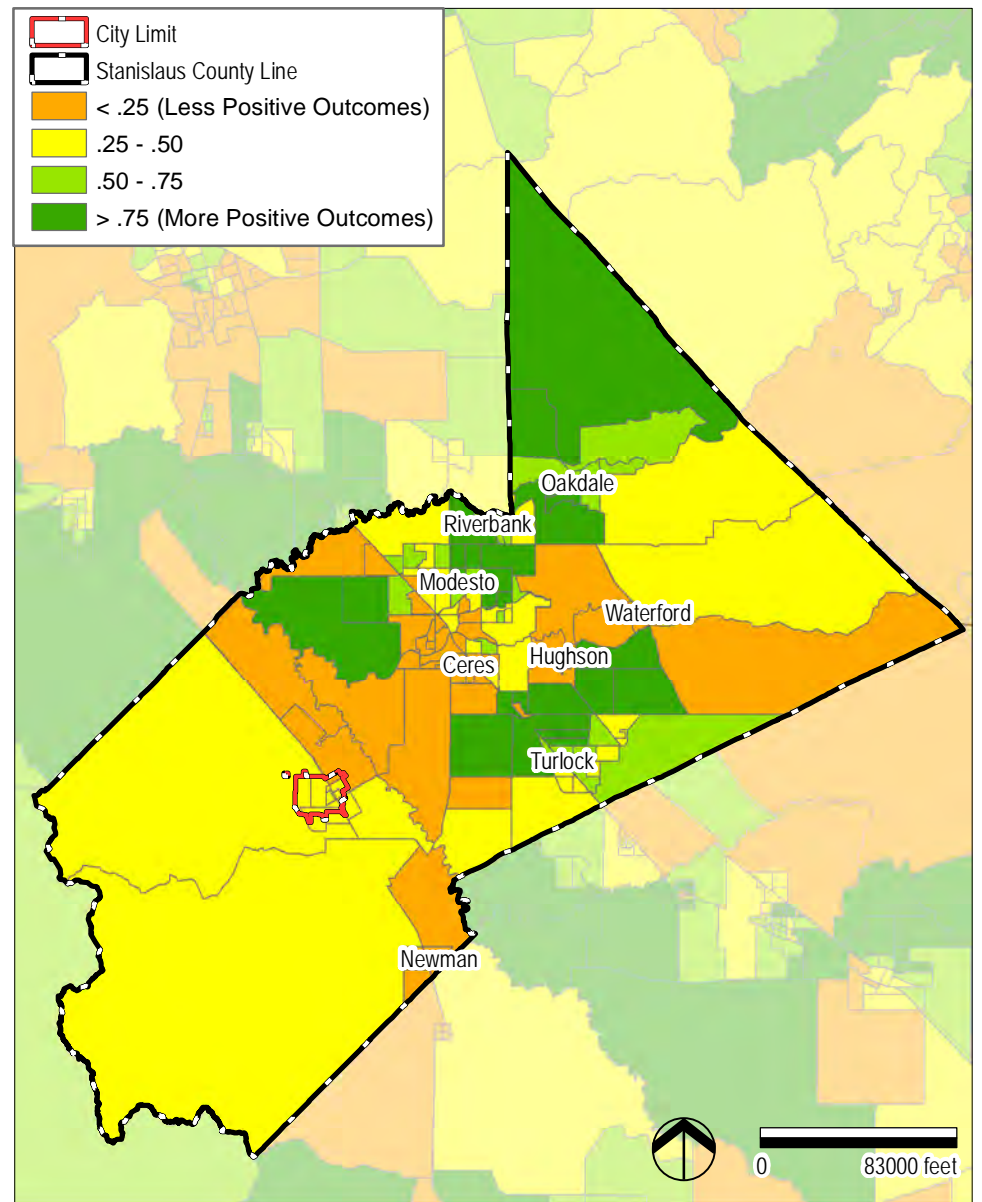 City Limit
Stanislaus County Line
< .25 (Less Positive Outcomes)
.25 - .50
.50 - .75
> .75 (More Positive Outcomes)
Oakdale
Riverbank
Modesto
Waterford
Ceres
Hughson
Turlock
Newman
0
83000 feet